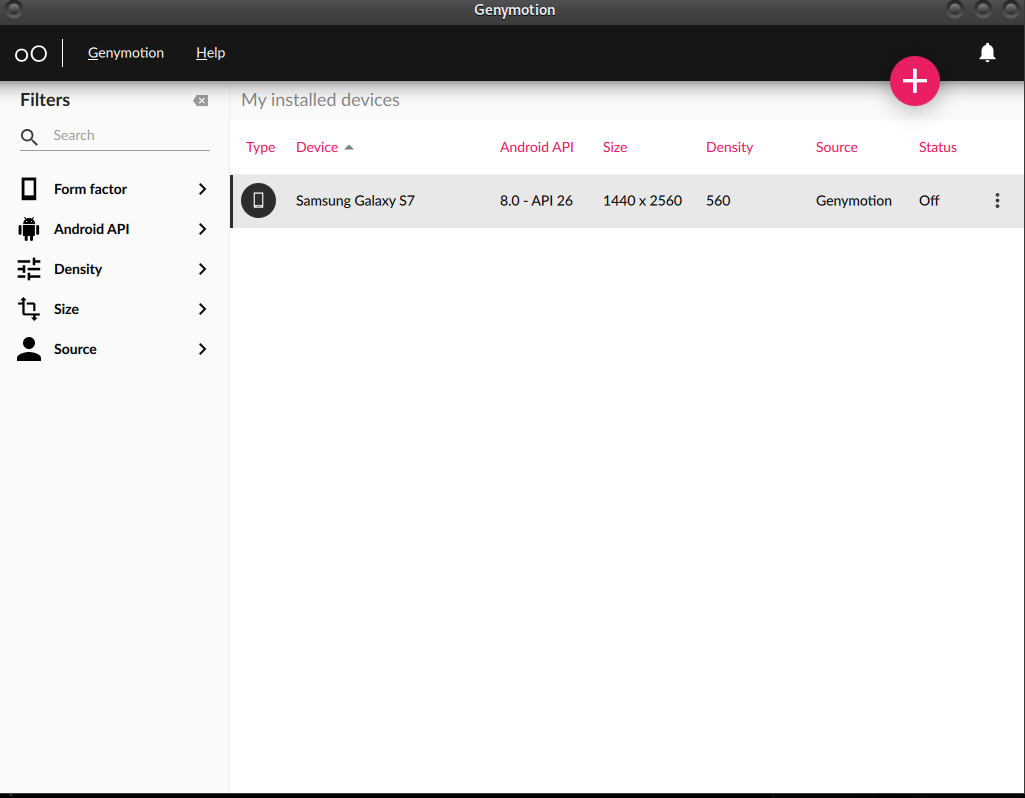 Genymotion
Genymotion Help
Filters
My installed devices
Search
Type Device Android API Size Density Source Status
Form factor
Samsung Galaxy S7 8.0 - API 26 1440 x 2560 560 Genymotion Off
Android API
Density
Size
Source